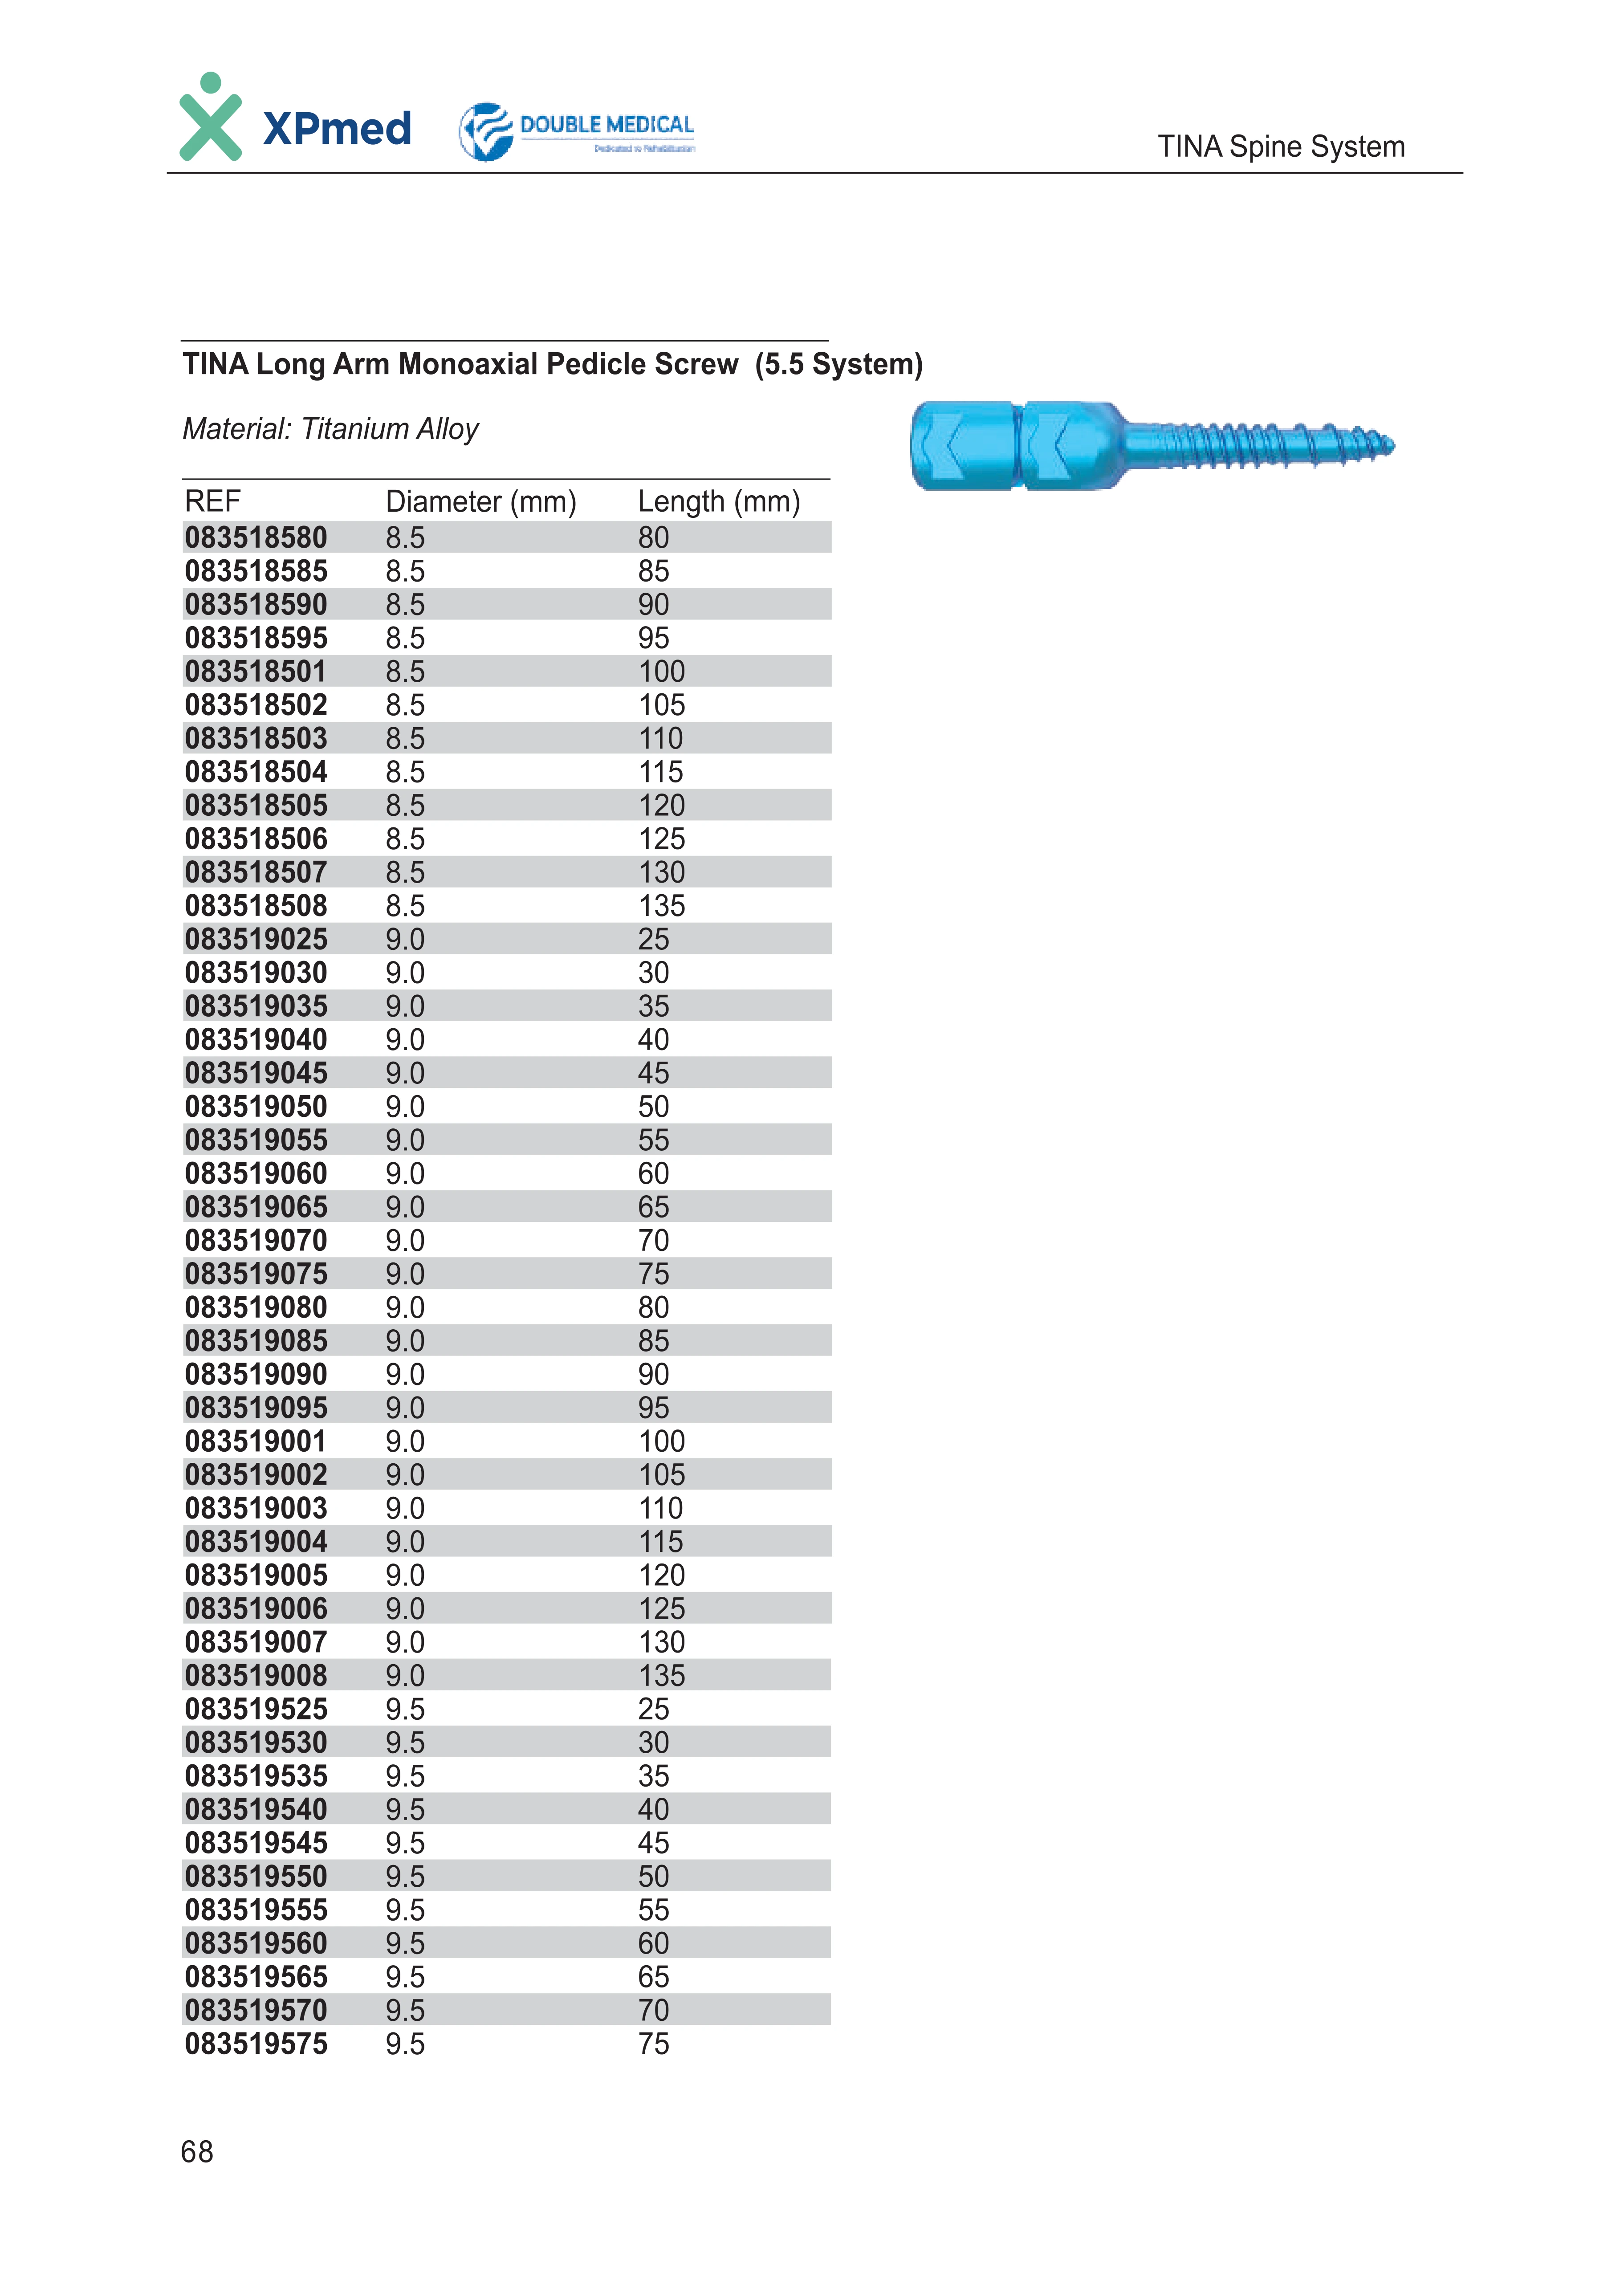 XPmed
DOUBLE MEDICAL
Dedicated to Rehabilitation
TINA Spine System
TINA Long Arm Monoaxial Pedicle Screw (5.5 System)
Material: Titanium Alloy
REF Diameter (mm) Length (mm)
083518580 8.5 80
083518585 8.5 85
083518590 8.5 90
083518595 8.5 95
083518501 8.5 100
083518502 8.5 105
083518503 8.5 110
083518504 8.5 115
083518505 8.5 120
083518506 8.5 125
083518507 8.5 130
083518508 8.5 135
083519025 9.0 25
083519030 9.0 30
083519035 9.0 35
083519040 9.0 40
083519045 9.0 45
083519050 9.0 50
083519055 9.0 55
083519060 9.0 60
083519065 9.0 65
083519070 9.0 70
083519075 9.0 75
083519080 9.0 80
083519085 9.0 85
083519090 9.0 90
083519095 9.0 95
083519001 9.0 100
083519002 9.0 105
083519003 9.0 110
083519004 9.0 115
083519005 9.0 120
083519006 9.0 125
083519007 9.0 130
083519008 9.0 135
083519525 9.5 25
083519530 9.5 30
083519535 9.5 35
083519540 9.5 40
083519545 9.5 45
083519550 9.5 50
083519555 9.5 55
083519560 9.5 60
083519565 9.5 65
083519570 9.5 70
083519575 9.5 75
68